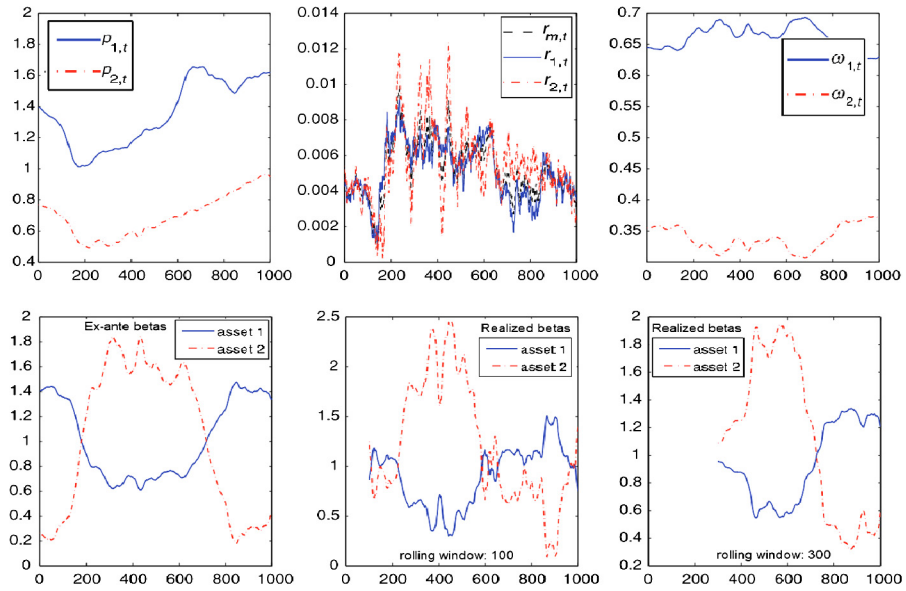 1.8
1.6
1.4
1.2
1
0.8
0.6
0.4
0 200 400 600 800 1000
p1,t
p2,t
0.014
0.012
0.01
0.008
0.006
0.004
0.002
0
0 200 400 600 800 1000
rm,t
r1,t
r2,t
0.7
0.65
0.6
0.55
0.5
0.45
0.4
0.35
0 200 400 600 800 1000
ω1,t
ω2,t
2
1.8
1.6
1.4
1.2
1
0.8
0.6
0.4
0.2
0
0 200 400 600 800 1000
Ex-ante betas
asset 1
asset 2
2.5
2
1.5
1
0.5
0
0 200 400 600 800 1000
Realized betas
asset 1
asset 2
rolling window: 100
2
1.8
1.6
1.4
1.2
1
0.8
0.6
0.4
0.2
0 200 400 600 800 1000
Realized betas
asset 1
asset 2
rolling window: 300